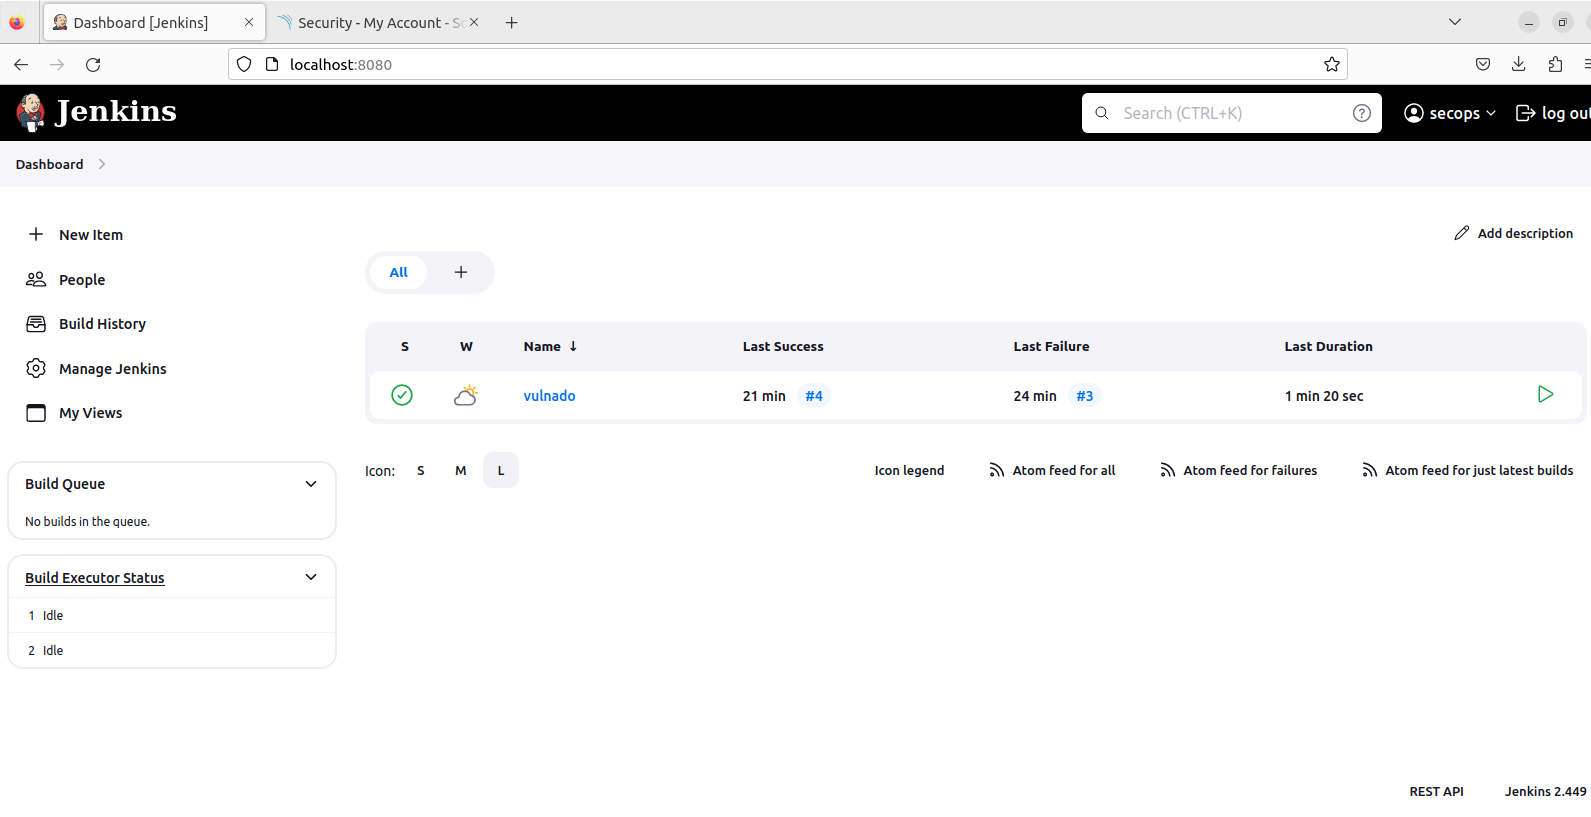 Dashboard [Jenkins]
Security - My Account - So
localhost:8080
Jenkins
Search (CTRL+K)
secops
log out
Dashboard
New Item
People
Build History
Manage Jenkins
My Views
Build Queue
No builds in the queue.
Build Executor Status
1 Idle
2 Idle
Add description
All
S W Name ↓ Last Success Last Failure Last Duration
vulnado 21 min #4 24 min #3 1 min 20 sec
Icon: S M L
Icon legend
Atom feed for all
Atom feed for failures
Atom feed for just latest builds
REST API
Jenkins 2.449